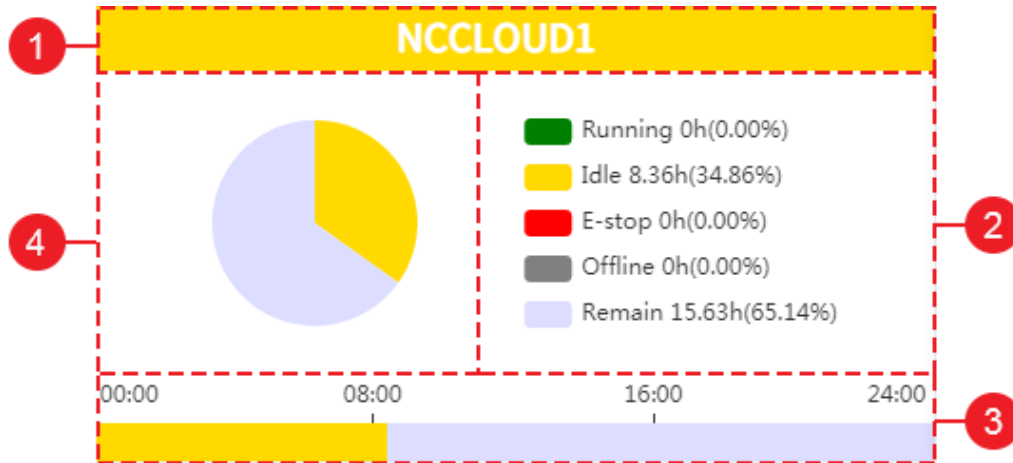 1
NCCLOUD1
Running 0h(0.00%)
Idle 8.36h(34.86%)
E-stop 0h(0.00%)
Offline 0h(0.00%)
Remain 15.63h(65.14%)
2
4
00:00 08:00 16:00 24:00
3